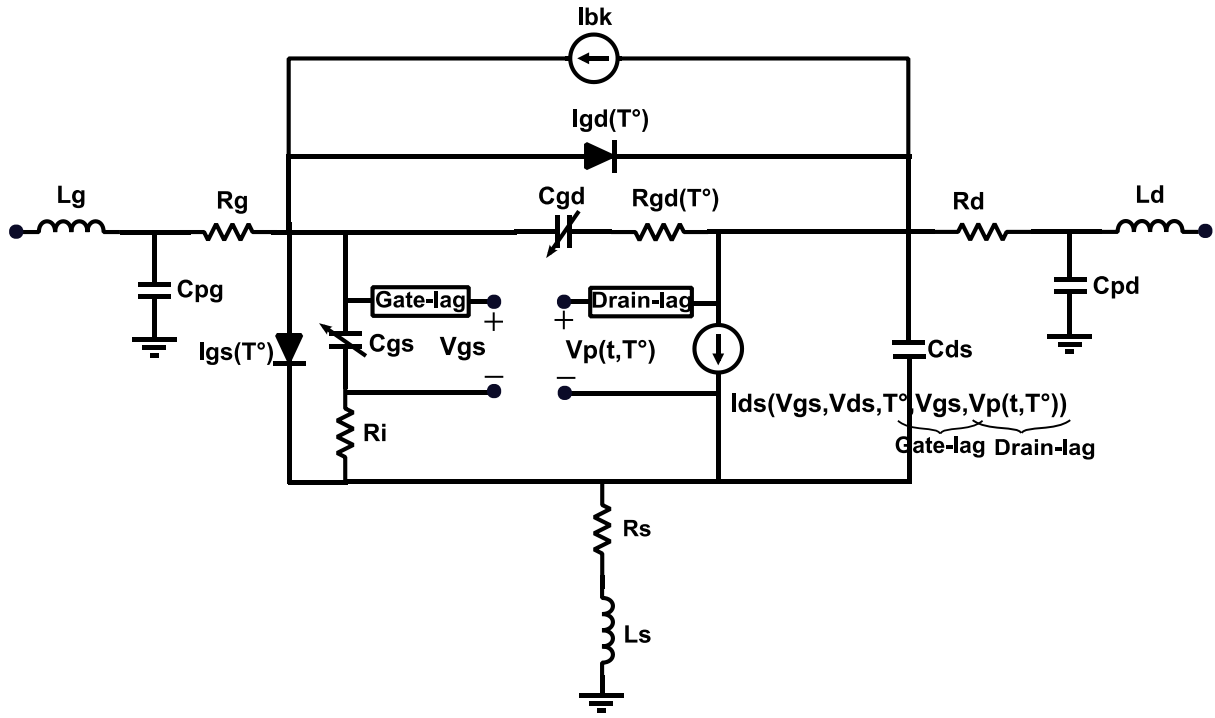 Ibk
Igd(T°)
Lg
Rg
Cgd
Rgd(T°)
Rd
Ld
Cpg
Gate-lag
Drain-lag
Cpd
+
+
Igs(T°)
Cgs
Vgs
Vp(t,T°)
Cds
−
−
Ids(Vgs,Vds,T°,Vgs,Vp(t,T°))
Ri
Gate-lag
Drain-lag
Rs
Ls